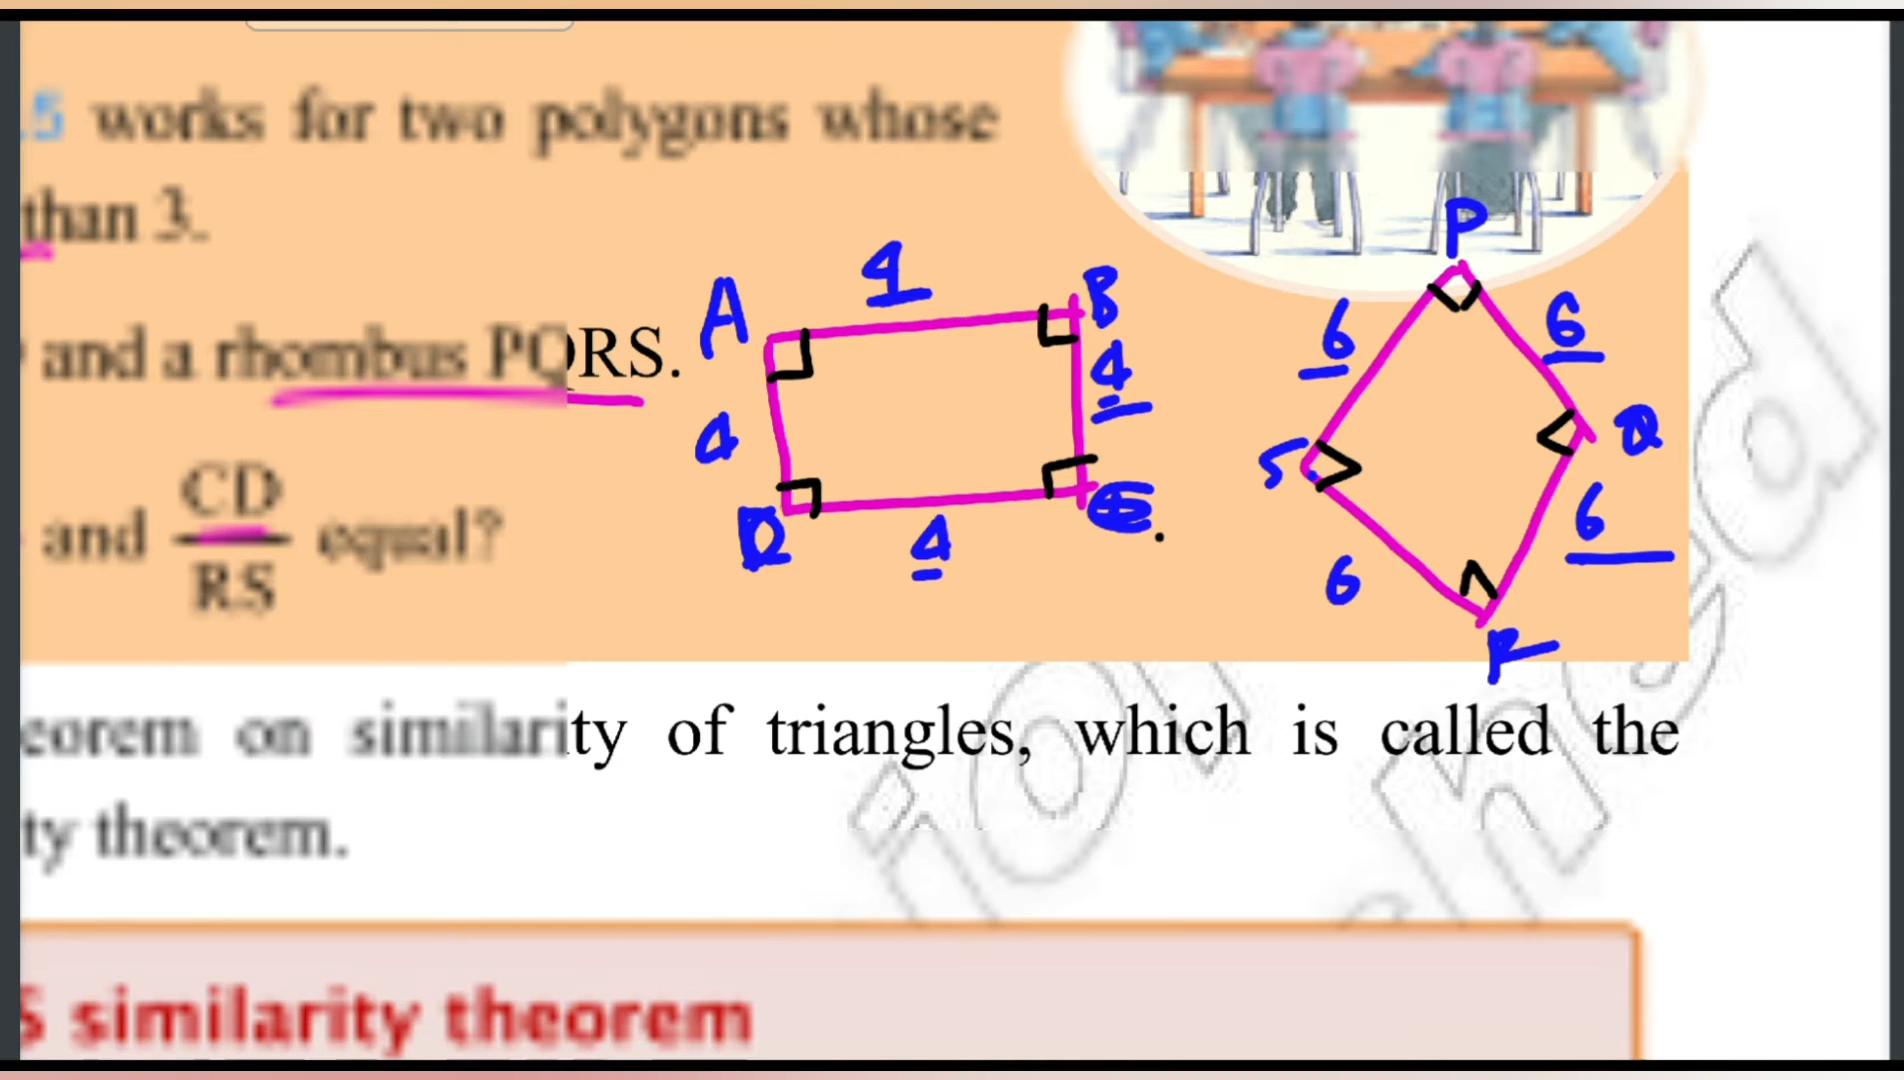 .5 works for two polygons whose
than 3.
and a rhombus PQRS.
and CD/RS equal?
A 4 B
4 4
D 4
P
6 6
S Q
6 6
R
eorem on similarity of triangles, which is called the
ty theorem.
S similarity theorem